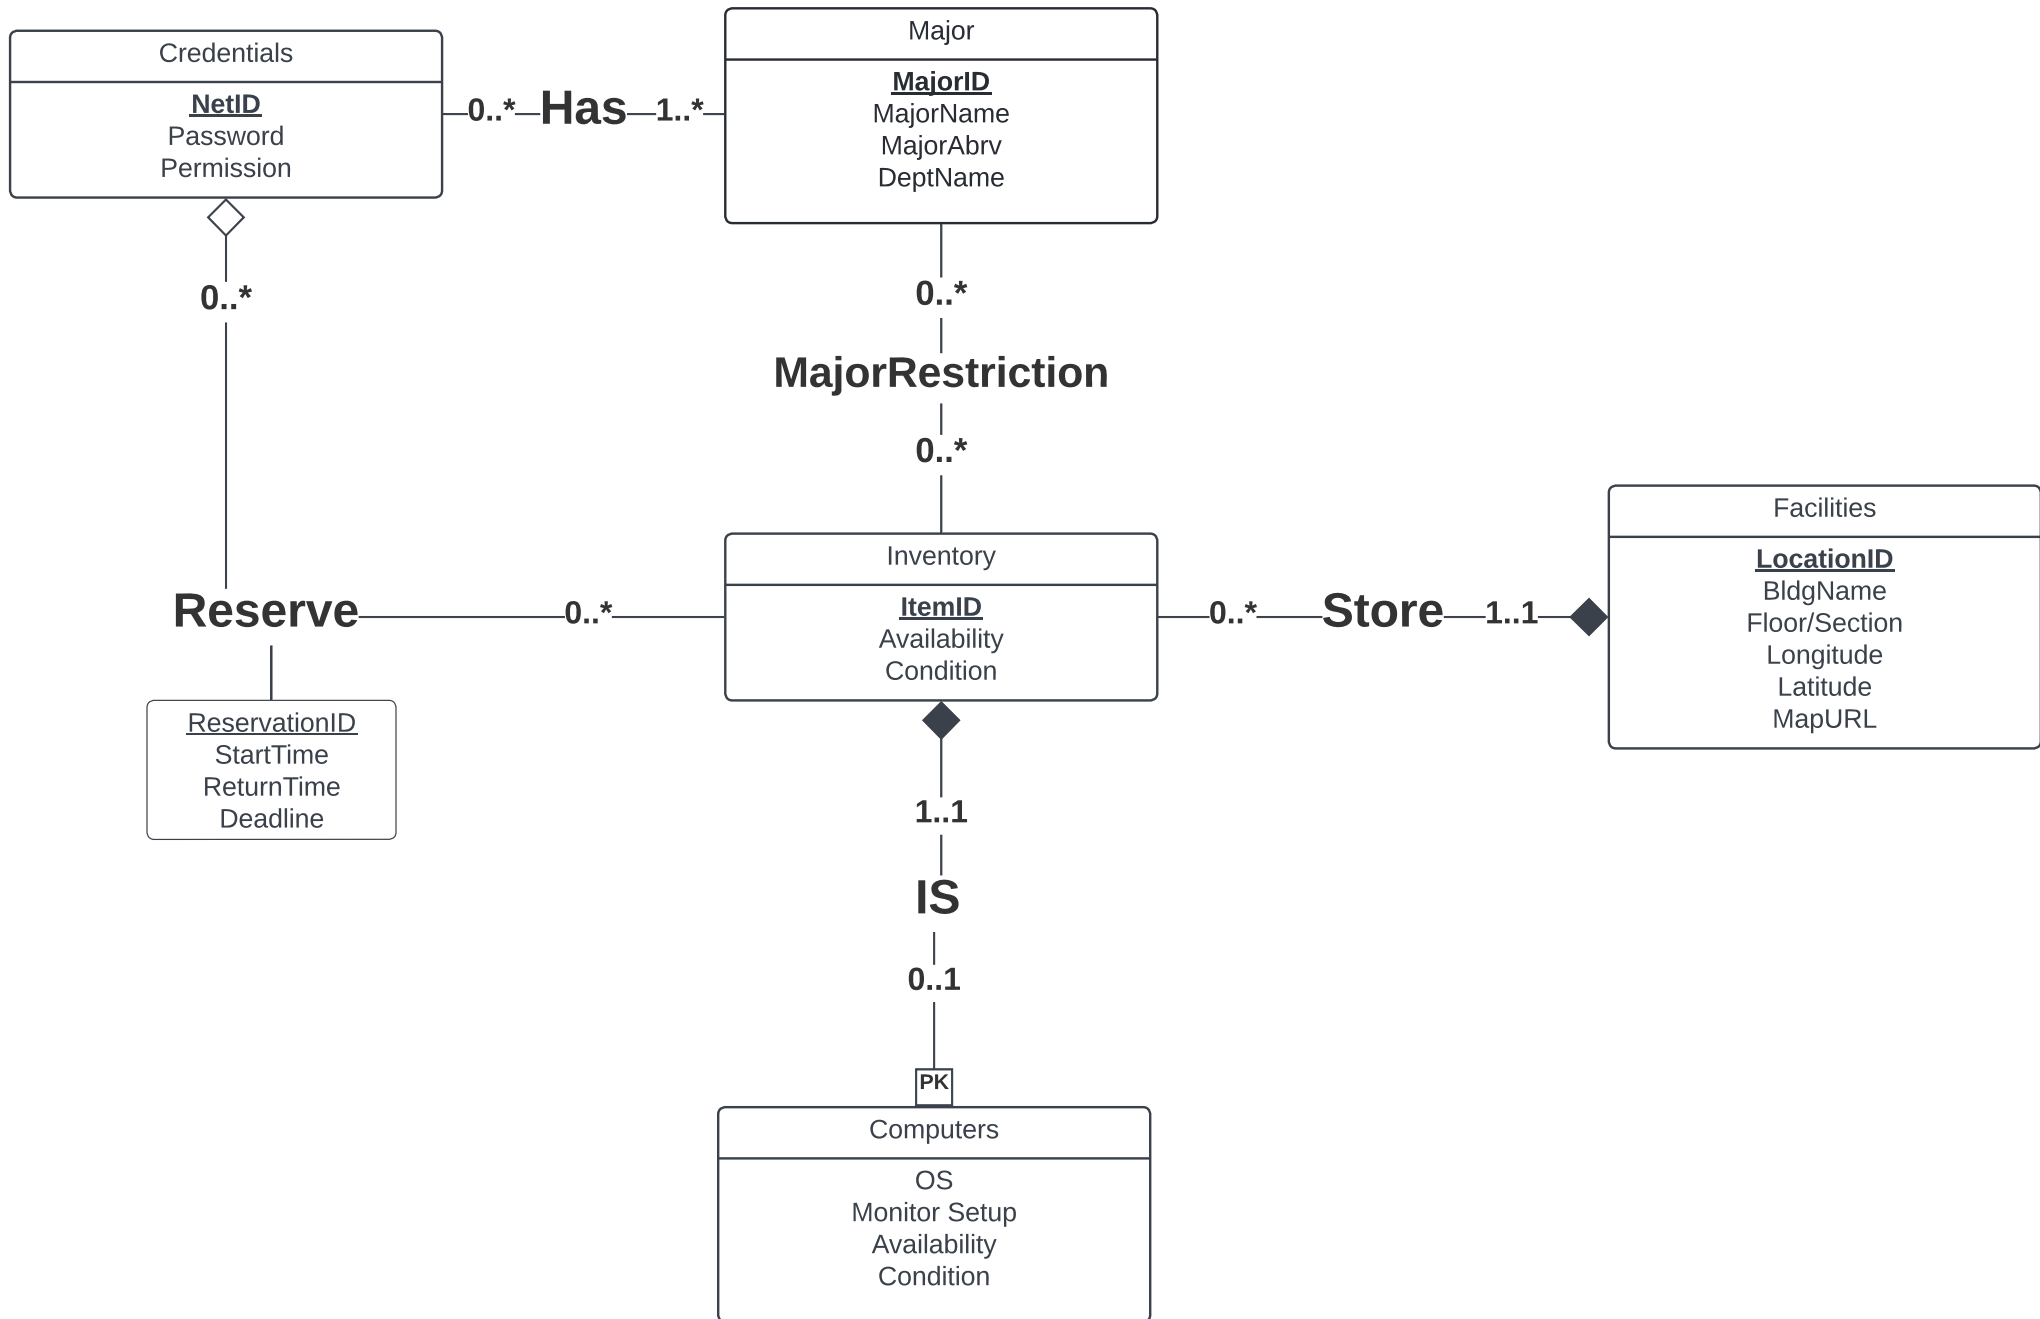 Credentials
NetID
Password
Permission
0..* Has 1..*
Major
MajorID
MajorName
MajorAbrv
DeptName
0..*
0..*
MajorRestriction
0..*
Reserve 0..*
ReservationID
StartTime
ReturnTime
Deadline
Inventory
ItemID
Availability
Condition
0..* Store 1..1
Facilities
LocationID
BldgName
Floor/Section
Longitude
Latitude
MapURL
1..1
IS
0..1
PK
Computers
OS
Monitor Setup
Availability
Condition